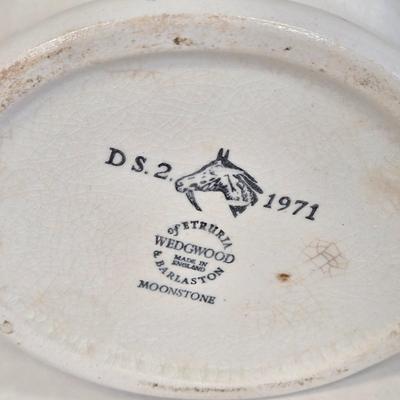 D S. 2. 1971
of ETRURIA
WEDGWOOD
MADE IN
ENGLAND
& BARLASTON
MOONSTONE